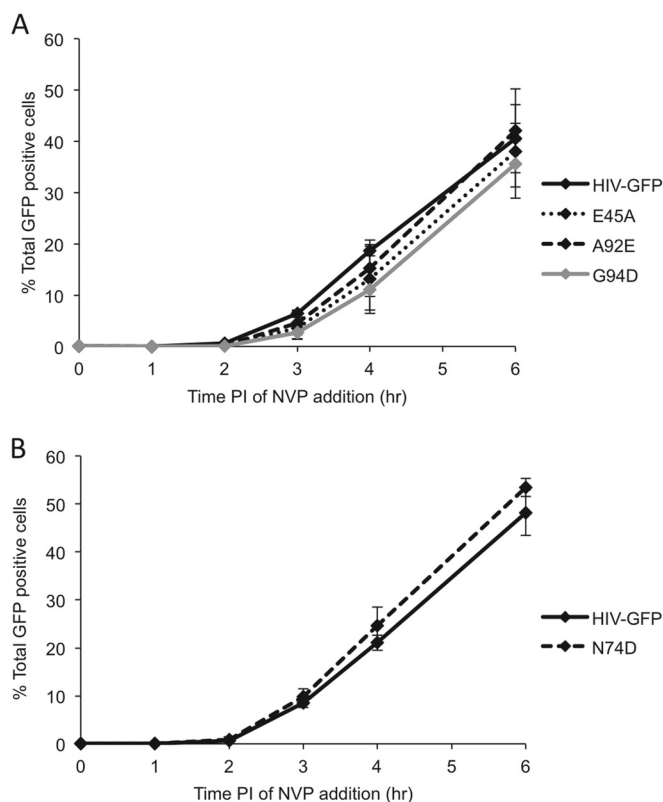 A
% Total GFP positive cells
60
50
40
30
20
10
0
0 1 2 3 4 6
Time PI of NVP addition (hr)
HIV-GFP
E45A
A92E
G94D
B
% Total GFP positive cells
60
50
40
30
20
10
0
0 1 2 3 4 5 6
Time PI of NVP addition (hr)
HIV-GFP
N74D